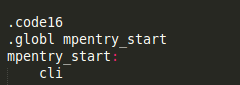 .code16
.globl mpentry_start
mpentry_start:
    cli